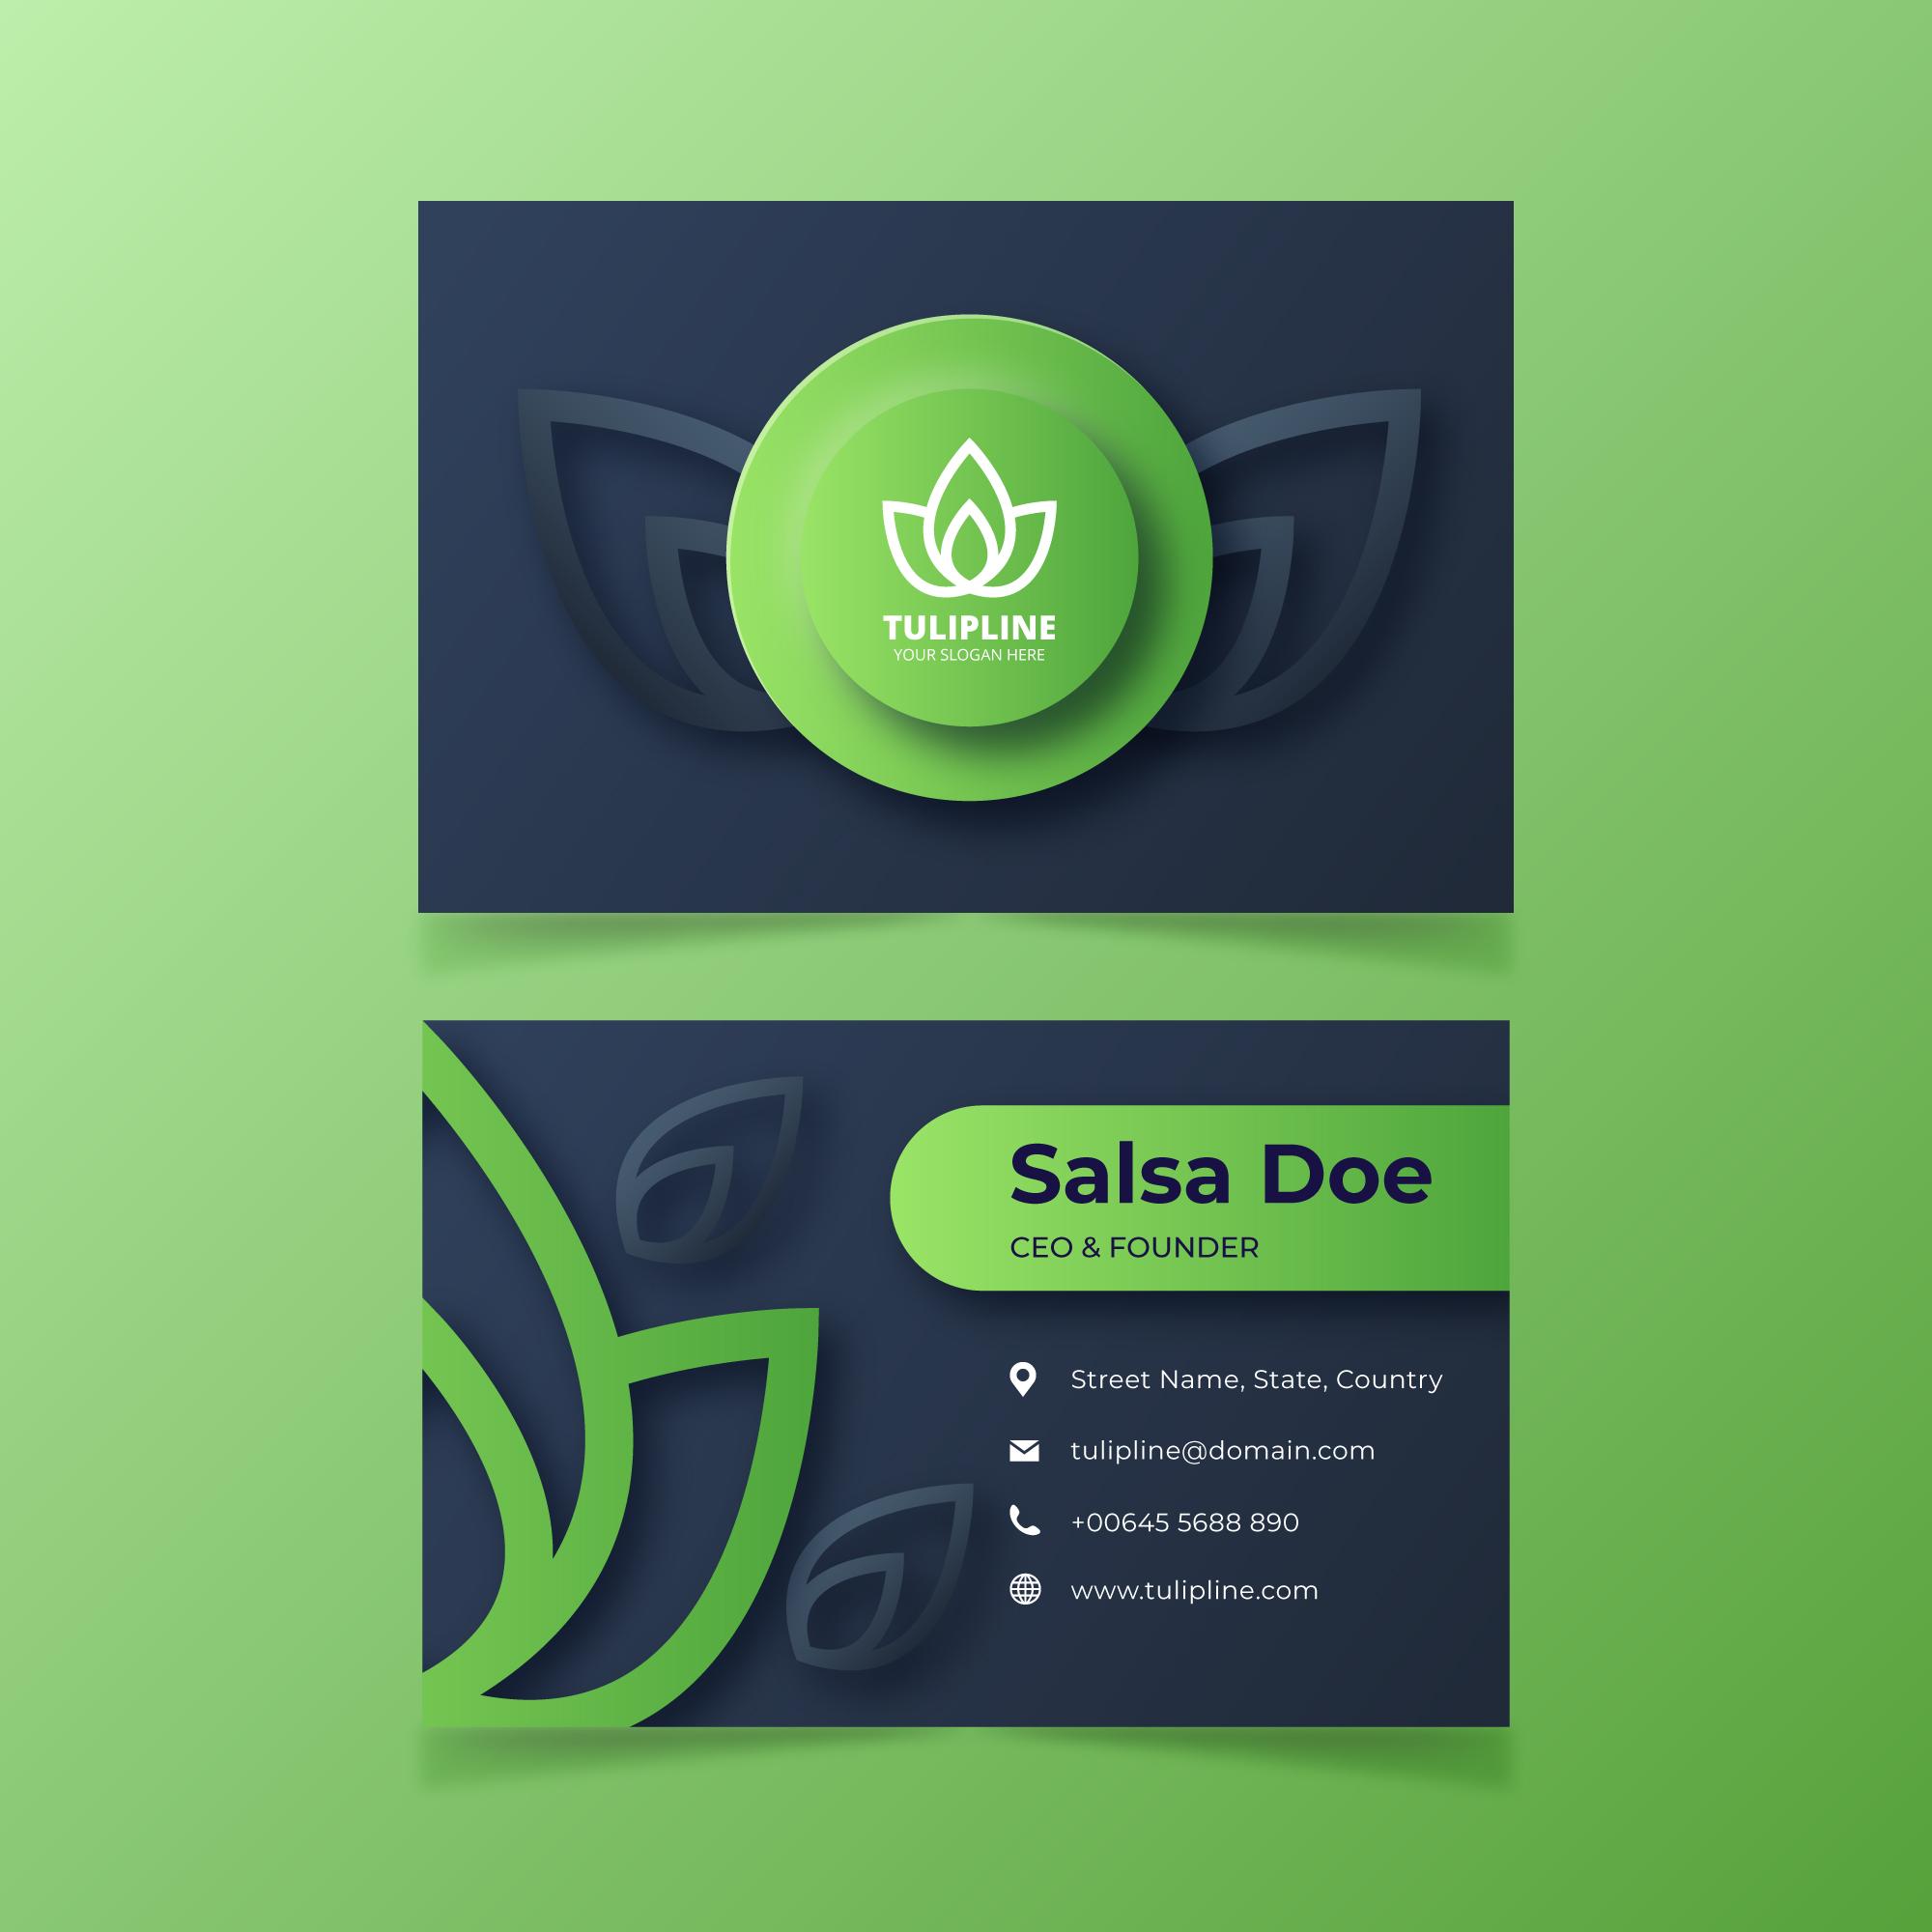 TULIPLINE
YOUR SLOGAN HERE
Salsa Doe
CEO & FOUNDER
Street Name, State, Country
tulipline@domain.com
+00645 5688 890
www.tulipline.com